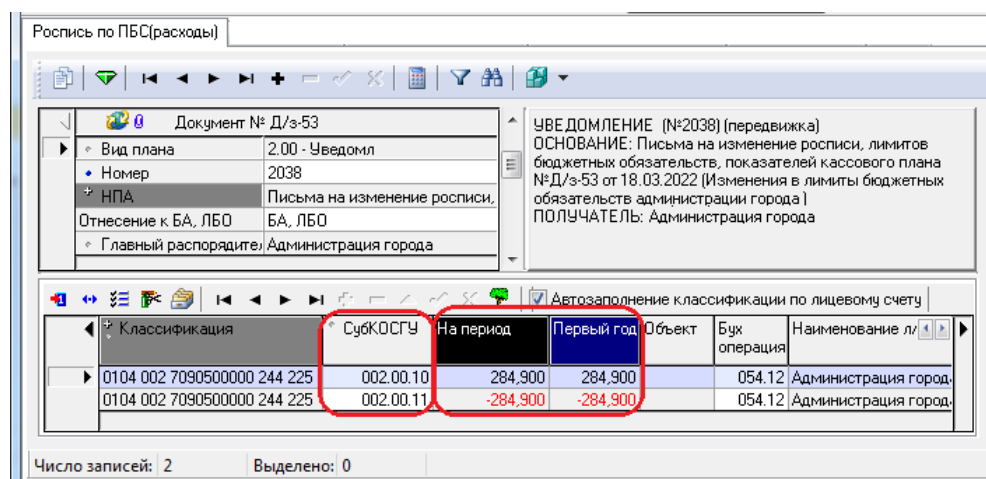 Роспись по ПБС(расходы)
Документ № Д/з-53
Вид плана 2.00 - Уведомл
Номер 2038
НПА Письма на изменение росписи,
Отнесение к БА, ЛБО БА, ЛБО
Главный распорядител Администрация города
УВЕДОМЛЕНИЕ (№2038) (передвижка)
ОСНОВАНИЕ: Письма на изменение росписи, лимитов
бюджетных обязательств, показателей кассового плана
№Д/з-53 от 18.03.2022 (Изменения в лимиты бюджетных
обязательств администрации города )
ПОЛУЧАТЕЛЬ: Администрация города
Автозаполнение классификации по лицевому счету
Классификация СубКОСГУ На период Первый год Объект Бух операция Наименование л/
0104 002 7090500000 244 225 002.00.10 284,900 284,900 054.12 Администрация город
0104 002 7090500000 244 225 002.00.11 -284,900 -284,900 054.12 Администрация город
Число записей: 2 Выделено: 0